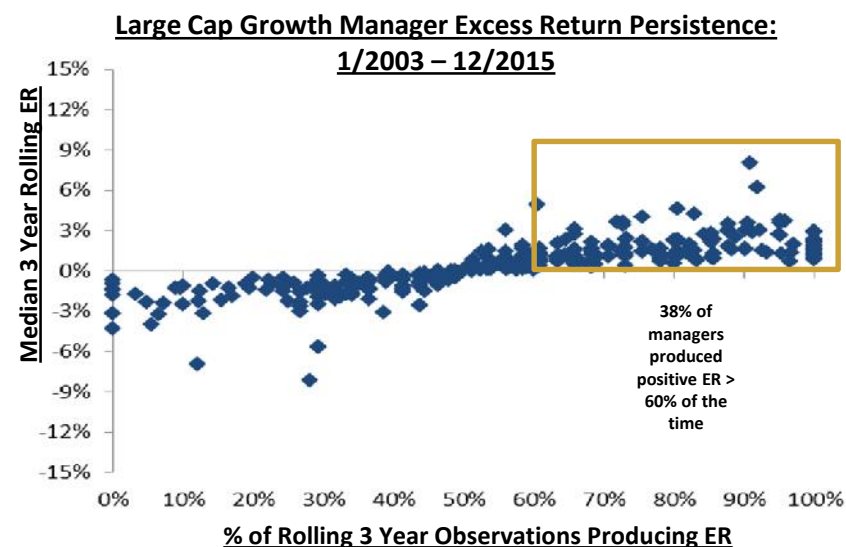 Large Cap Growth Manager Excess Return Persistence:
1/2003 – 12/2015
Median 3 Year Rolling ER
15%
12%
9%
6%
3%
0%
-3%
-6%
-9%
-12%
-15%
38% of
managers
produced
positive ER >
60% of the
time
0% 10% 20% 30% 40% 50% 60% 70% 80% 90% 100%
% of Rolling 3 Year Observations Producing ER